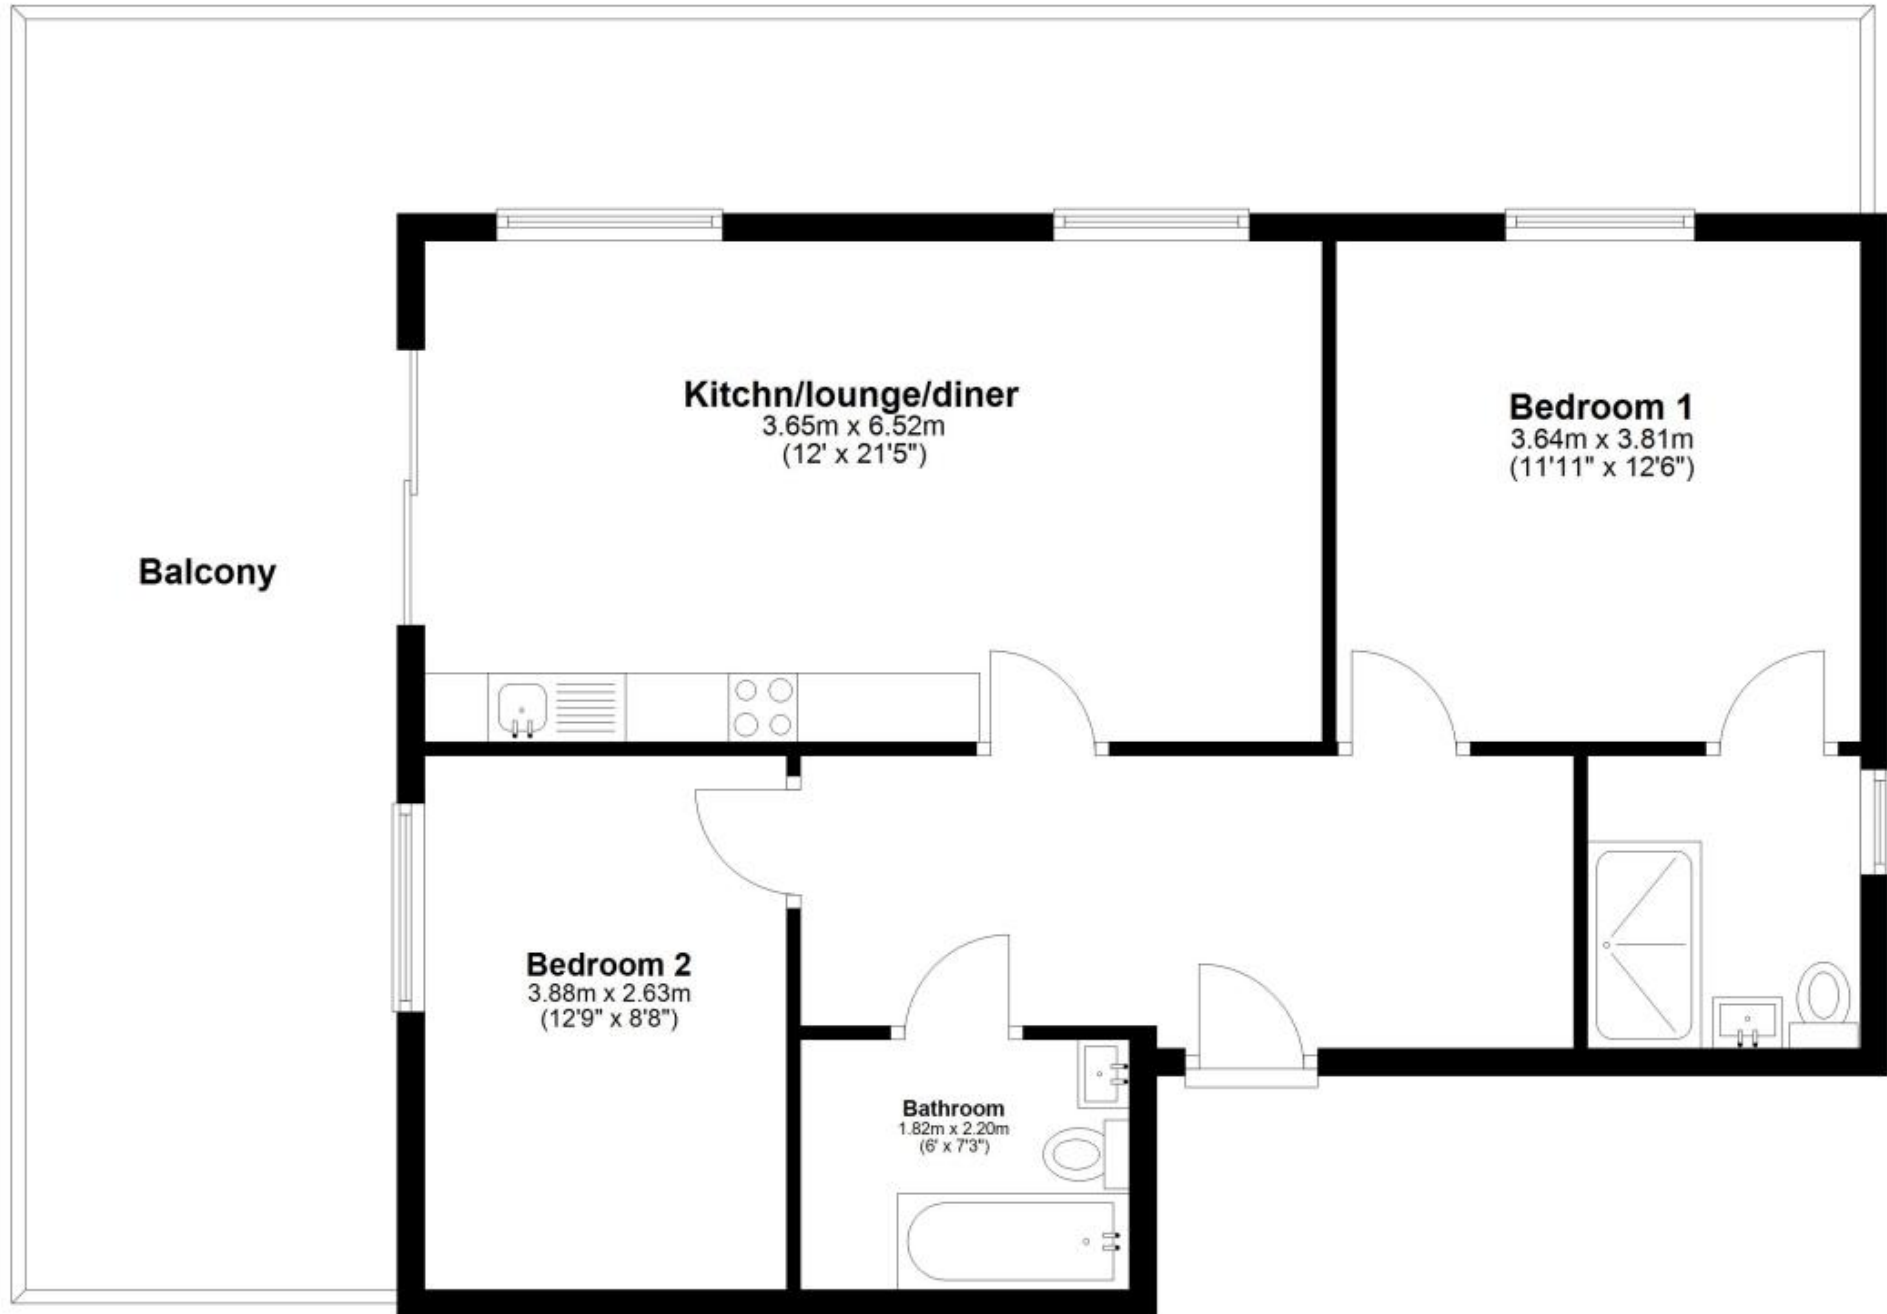 Kitchn/lounge/diner
3.65m x 6.52m
(12' x 21'5")
Bedroom 1
3.64m x 3.81m
(11'11" x 12'6")
Balcony
Bedroom 2
3.88m x 2.63m
(12'9" x 8'8")
Bathroom
1.82m x 2.20m
(6' x 7'3")